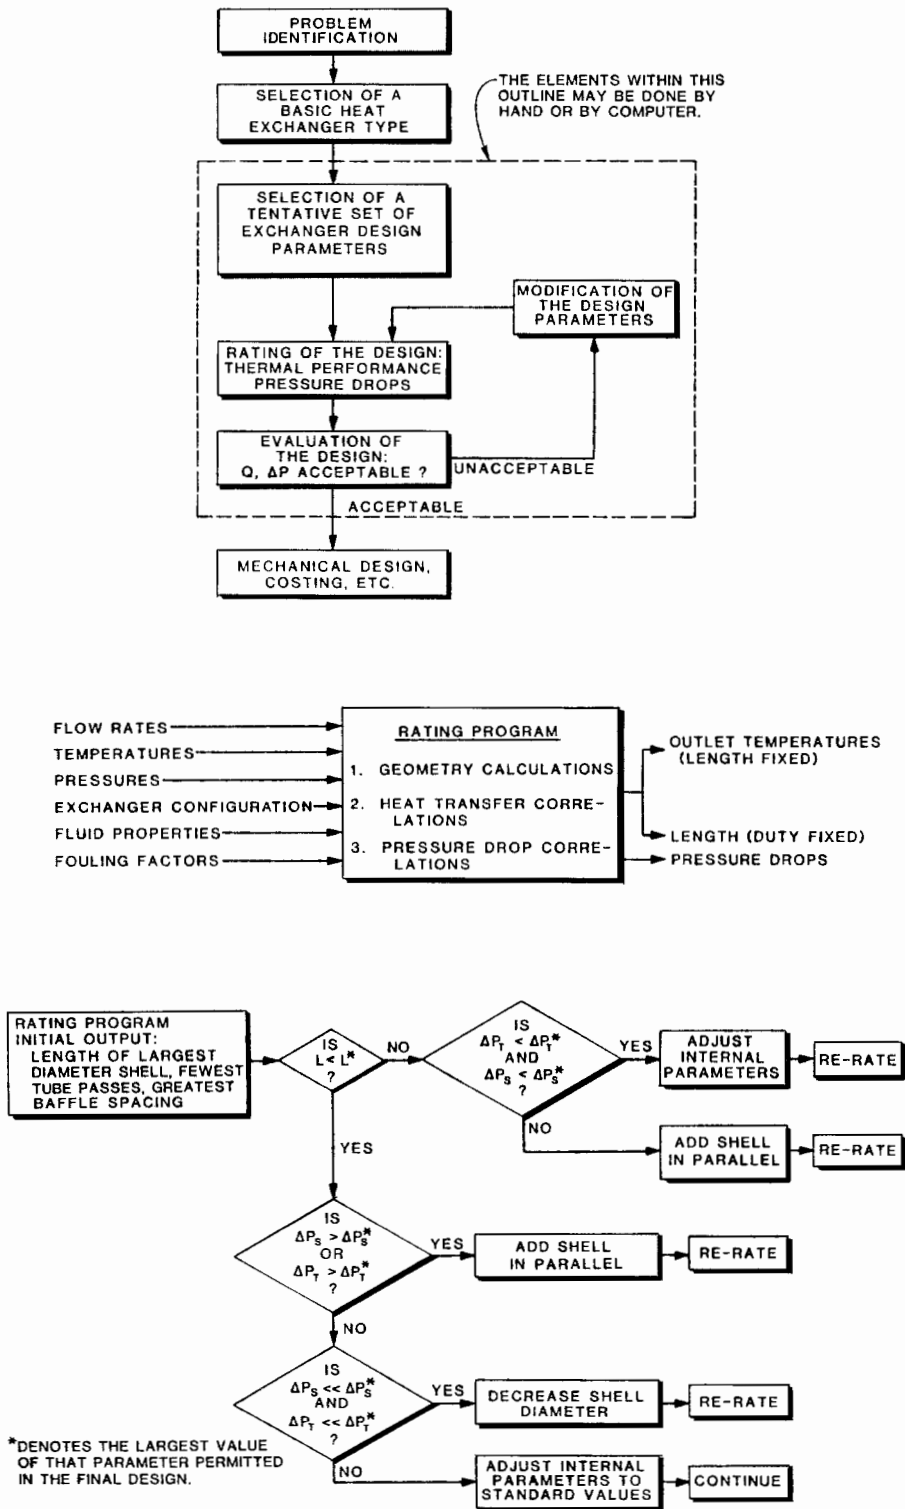 PROBLEM
IDENTIFICATION
SELECTION OF A
BASIC HEAT
EXCHANGER TYPE
THE ELEMENTS WITHIN THIS
OUTLINE MAY BE DONE BY
HAND OR BY COMPUTER.
SELECTION OF A
TENTATIVE SET OF
EXCHANGER DESIGN
PARAMETERS
MODIFICATION OF
THE DESIGN
PARAMETERS
RATING OF THE DESIGN:
THERMAL PERFORMANCE
PRESSURE DROPS
EVALUATION OF
THE DESIGN:
Q, ΔP ACCEPTABLE ?
UNACCEPTABLE
ACCEPTABLE
MECHANICAL DESIGN,
COSTING, ETC.
FLOW RATES
TEMPERATURES
PRESSURES
EXCHANGER CONFIGURATION
FLUID PROPERTIES
FOULING FACTORS
RATING PROGRAM
1. GEOMETRY CALCULATIONS
2. HEAT TRANSFER CORRE-
LATIONS
3. PRESSURE DROP CORRE-
LATIONS
OUTLET TEMPERATURES
(LENGTH FIXED)
LENGTH (DUTY FIXED)
PRESSURE DROPS
RATING PROGRAM
INITIAL OUTPUT:
LENGTH OF LARGEST
DIAMETER SHELL, FEWEST
TUBE PASSES, GREATEST
BAFFLE SPACING
IS
L < L*
?
NO
IS
ΔP_T < ΔP_T*
AND
ΔP_S < ΔP_S*
?
YES
ADJUST
INTERNAL
PARAMETERS
RE-RATE
NO
ADD SHELL
IN PARALLEL
RE-RATE
YES
IS
ΔP_S > ΔP_S*
OR
ΔP_T > ΔP_T*
?
YES
ADD SHELL
IN PARALLEL
RE-RATE
NO
IS
ΔP_S << ΔP_S*
AND
ΔP_T << ΔP_T*
?
YES
DECREASE SHELL
DIAMETER
RE-RATE
NO
ADJUST INTERNAL
PARAMETERS TO
STANDARD VALUES
CONTINUE
*DENOTES THE LARGEST VALUE
OF THAT PARAMETER PERMITTED
IN THE FINAL DESIGN.